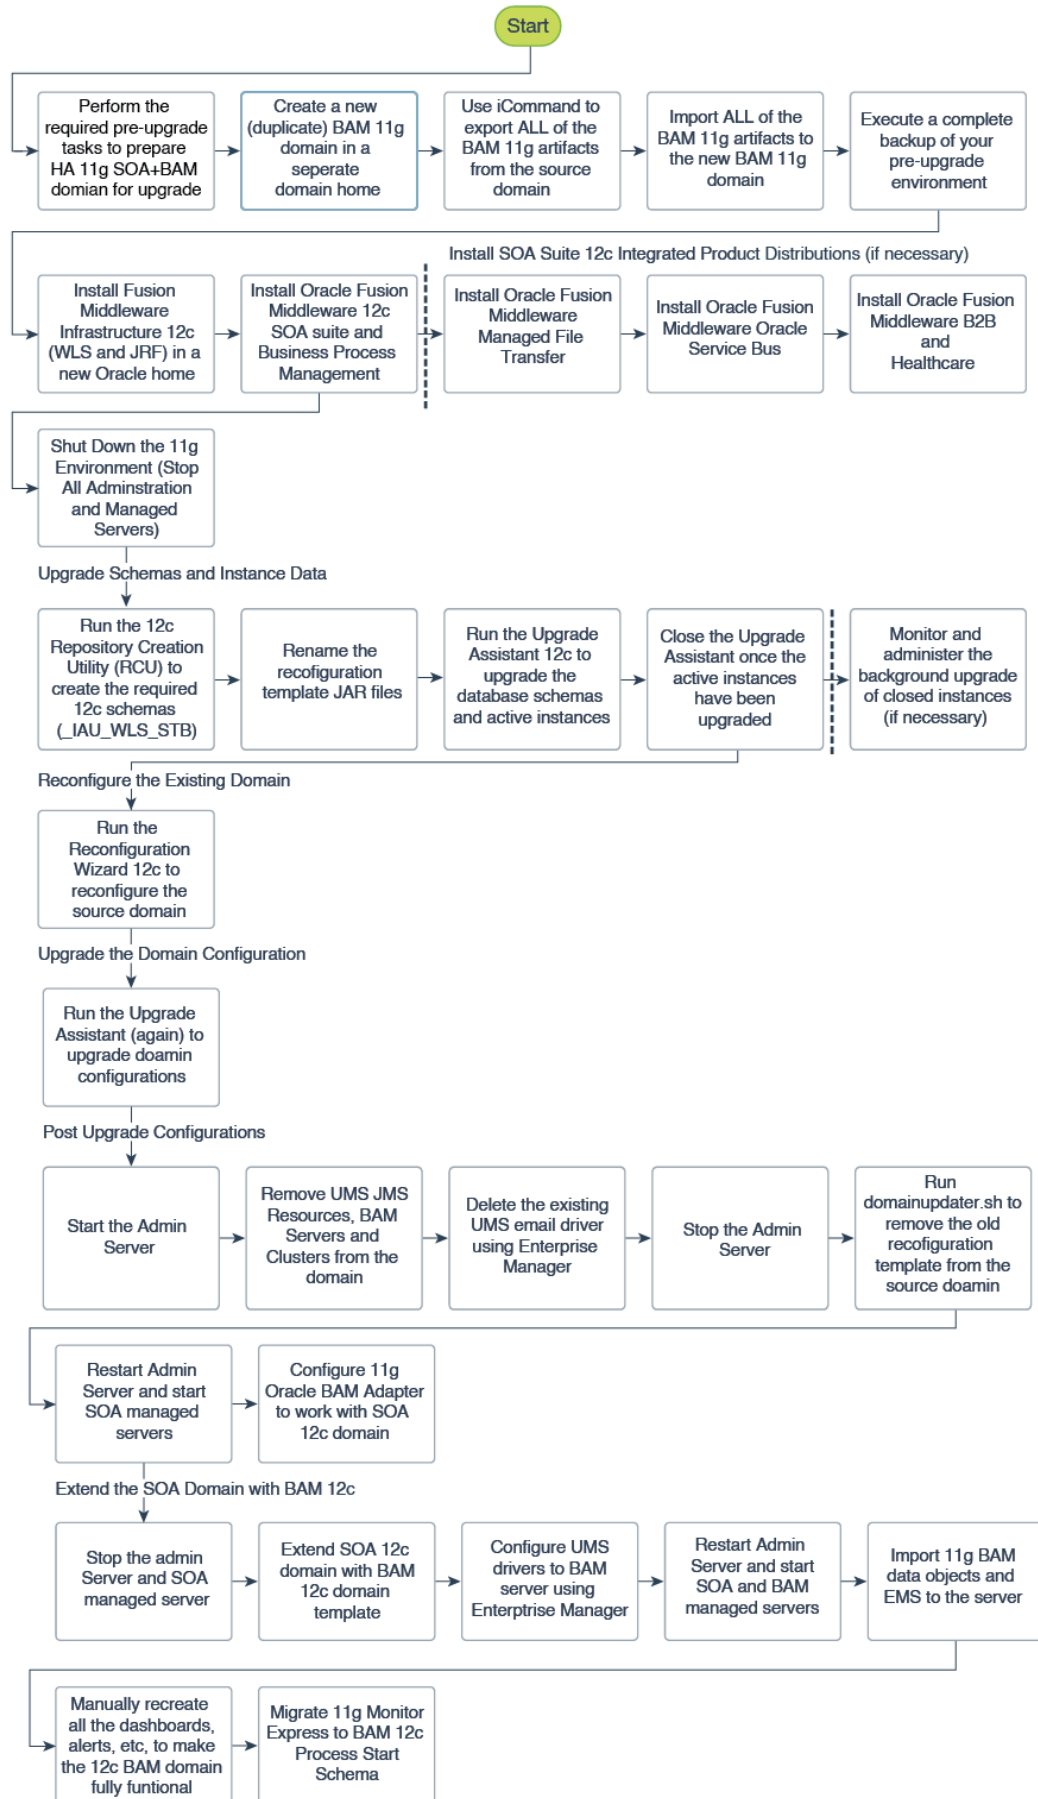 Start
Perform the
required pre-upgrade
tasks to prepare
HA 11g SOA+BAM
domian for upgrade
Create a new
(duplicate) BAM 11g
domain in a
seperate
domain home
Use iCommand to
export ALL of the
BAM 11g artifacts
from the source
domain
Import ALL of the
BAM 11g artifacts to
the new BAM 11g
domain
Execute a complete
backup of your
pre-upgrade
environment
Install SOA Suite 12c Integrated Product Distributions (if necessary)
Install Fusion
Middleware
Infrastructure 12c
(WLS and JRF) in a
new Oracle home
Install Oracle Fusion
Middleware 12c
SOA suite and
Business Process
Management
Install Oracle Fusion
Middleware
Managed File
Transfer
Install Oracle Fusion
Middleware Oracle
Service Bus
Install Oracle Fusion
Middleware B2B
and
Healthcare
Shut Down the 11g
Environment (Stop
All Adminstration
and Managed
Servers)
Upgrade Schemas and Instance Data
Run the 12c
Repository Creation
Utility (RCU) to
create the required
12c schemas
(_IAU_WLS_STB)
Rename the
recofiguration
template JAR files
Run the Upgrade
Assistant 12c to
upgrade the
database schemas
and active instances
Close the Upgrade
Assistant once the
active instances
have been
upgraded
Monitor and
administer the
background upgrade
of closed instances
(if necessary)
Reconfigure the Existing Domain
Run the
Reconfiguration
Wizard 12c to
reconfigure the
source domain
Upgrade the Domain Configuration
Run the Upgrade
Assistant (again) to
upgrade doamin
configurations
Post Upgrade Configurations
Start the Admin
Server
Remove UMS JMS
Resources, BAM
Servers and
Clusters from the
domain
Delete the existing
UMS email driver
using Enterprise
Manager
Stop the Admin
Server
Run
domainupdater.sh to
remove the old
recofiguration
template from the
source doamin
Restart Admin
Server and start
SOA managed
servers
Configure 11g
Oracle BAM Adapter
to work with SOA
12c domain
Extend the SOA Domain with BAM 12c
Stop the admin
Server and SOA
managed server
Extend SOA 12c
domain with BAM
12c domain
template
Configure UMS
drivers to BAM
server using
Enterptrise Manager
Restart Admin
Server and start
SOA and BAM
managed servers
Import 11g BAM
data objects and
EMS to the server
Manually recreate
all the dashboards,
alerts, etc, to make
the 12c BAM domain
fully funtional
Migrate 11g Monitor
Express to BAM 12c
Process Start
Schema